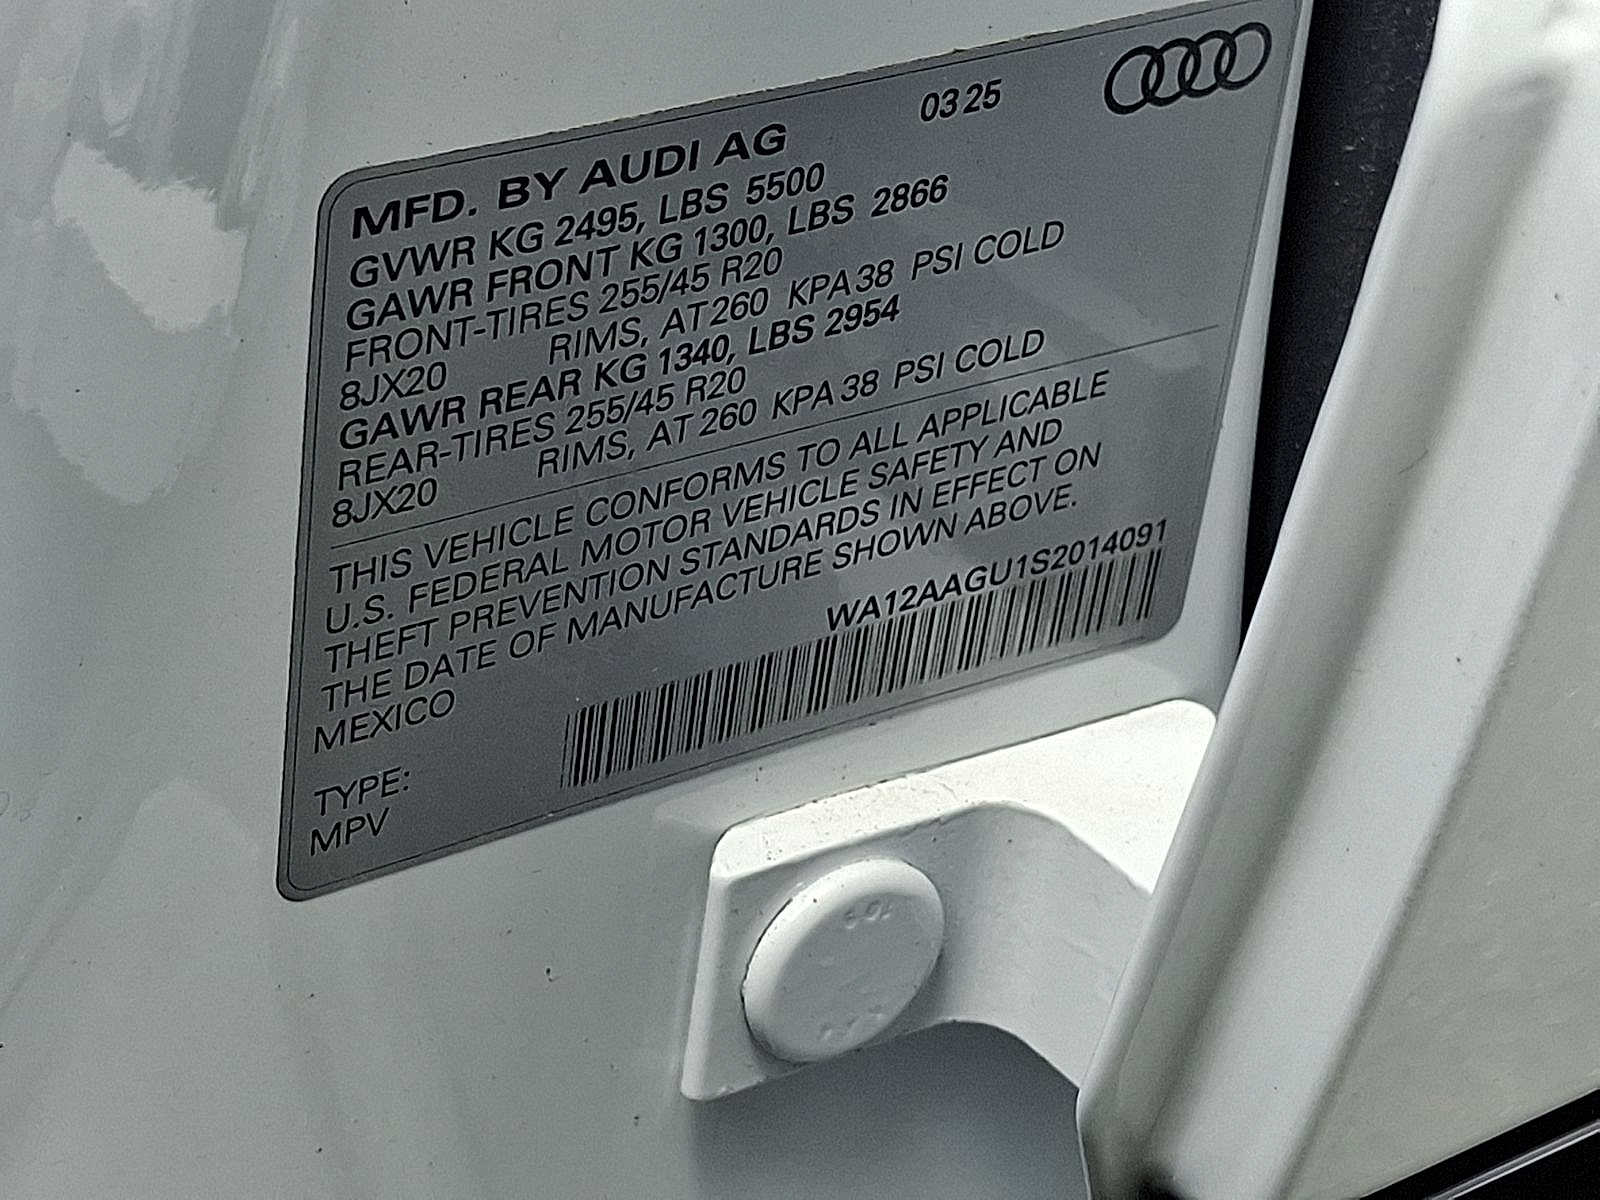 03 25
MFD. BY AUDI AG
GVWR KG 2495, LBS 5500
GAWR FRONT KG 1300, LBS 2866
FRONT-TIRES 255/45 R20
8JX20 RIMS, AT 260 KPA 38 PSI COLD
GAWR REAR KG 1340, LBS 2954
REAR-TIRES 255/45 R20
8JX20 RIMS, AT 260 KPA 38 PSI COLD
THIS VEHICLE CONFORMS TO ALL APPLICABLE
U.S. FEDERAL MOTOR VEHICLE SAFETY AND
THEFT PREVENTION STANDARDS IN EFFECT ON
THE DATE OF MANUFACTURE SHOWN ABOVE.
MEXICO
WA12AAGU1S2014091
TYPE:
MPV